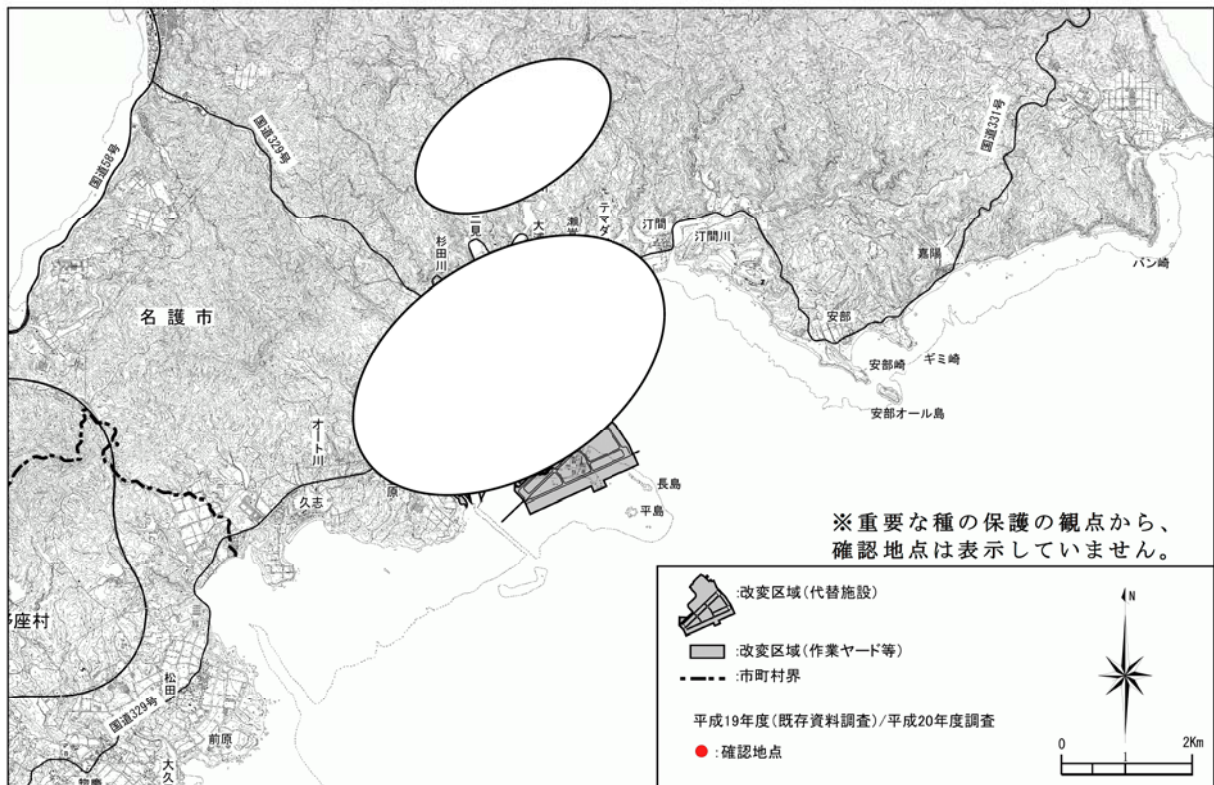 国道58号
国道329号
国道331号
二見
杉田川
テマダ
汀間
汀間川
嘉陽
バン崎
名護市
安部
安部崎
ギミ崎
安部オール島
オート川
久志
原
長島
平島
※重要な種の保護の観点から、
確認地点は表示していません。
座村
松田
国道329号
前原
大久
:改変区域(代替施設)
:改変区域(作業ヤード等)
:市町村界
平成19年度(既存資料調査)/平成20年度調査
:確認地点
N
0 2Km